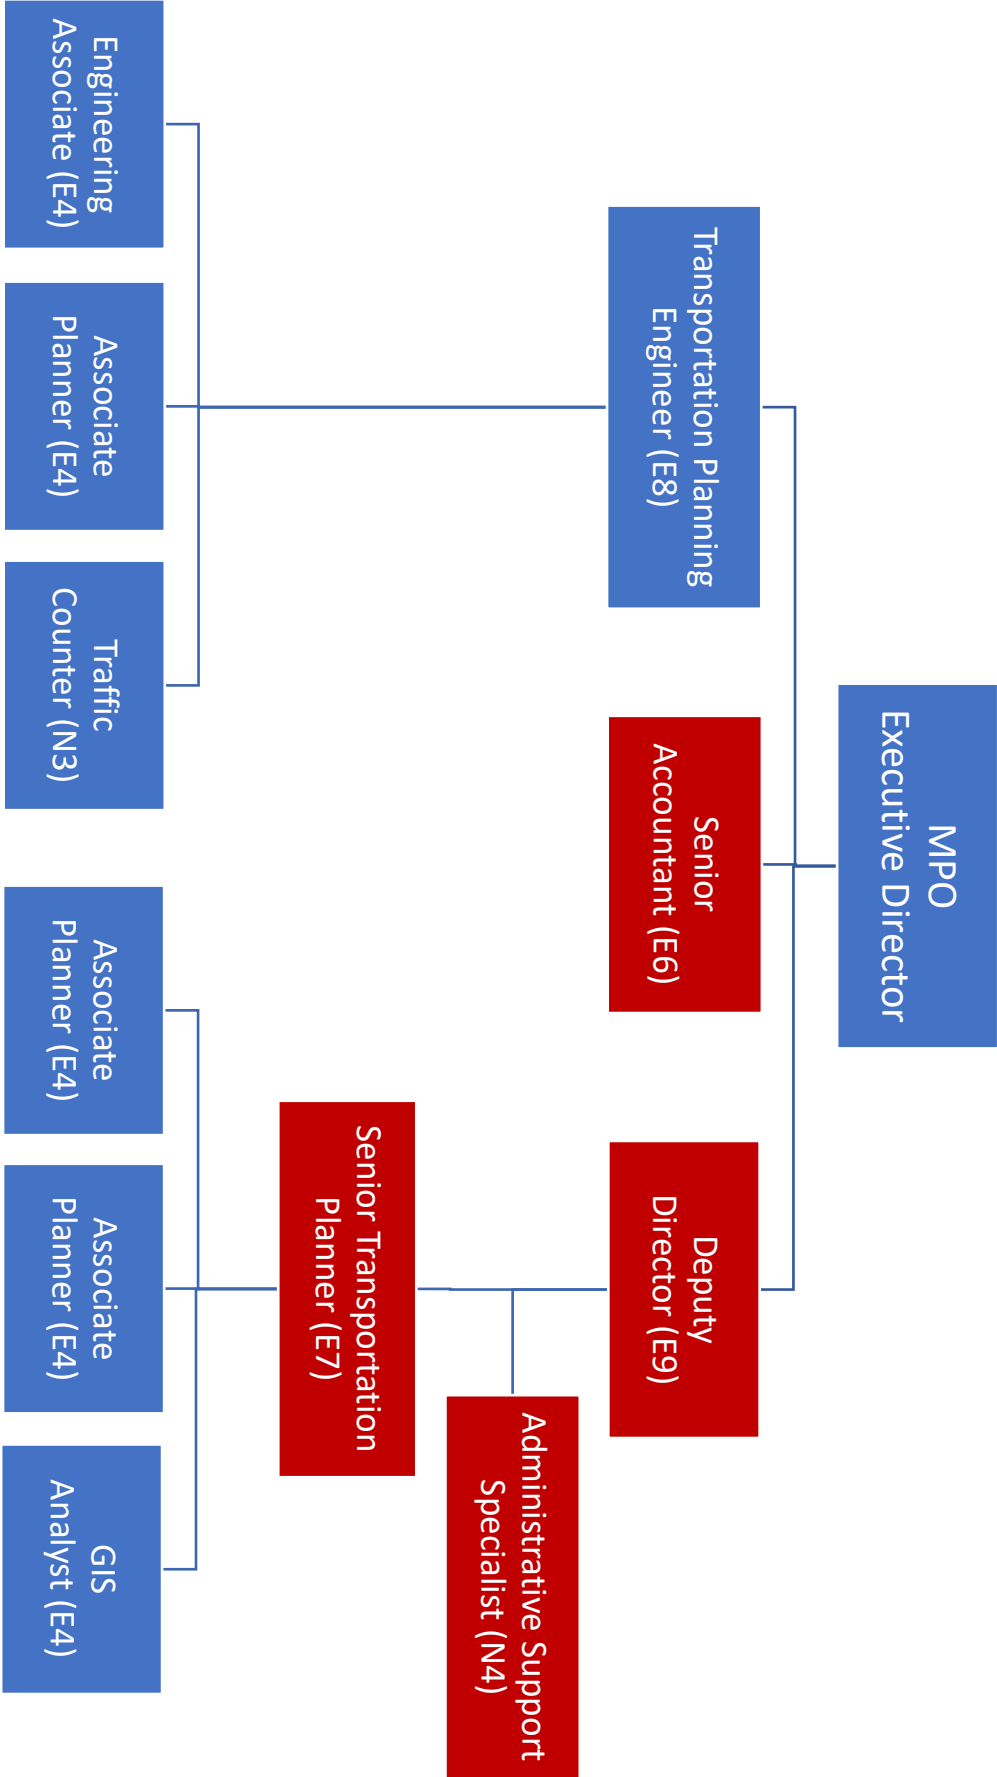 MPO
Executive Director
Transportation Planning
Engineer (E8)
Senior
Accountant (E6)
Deputy
Director (E9)
Administrative Support
Specialist (N4)
Senior Transportation
Planner (E7)
Engineering
Associate (E4)
Associate
Planner (E4)
Traffic
Counter (N3)
Associate
Planner (E4)
Associate
Planner (E4)
GIS
Analyst (E4)